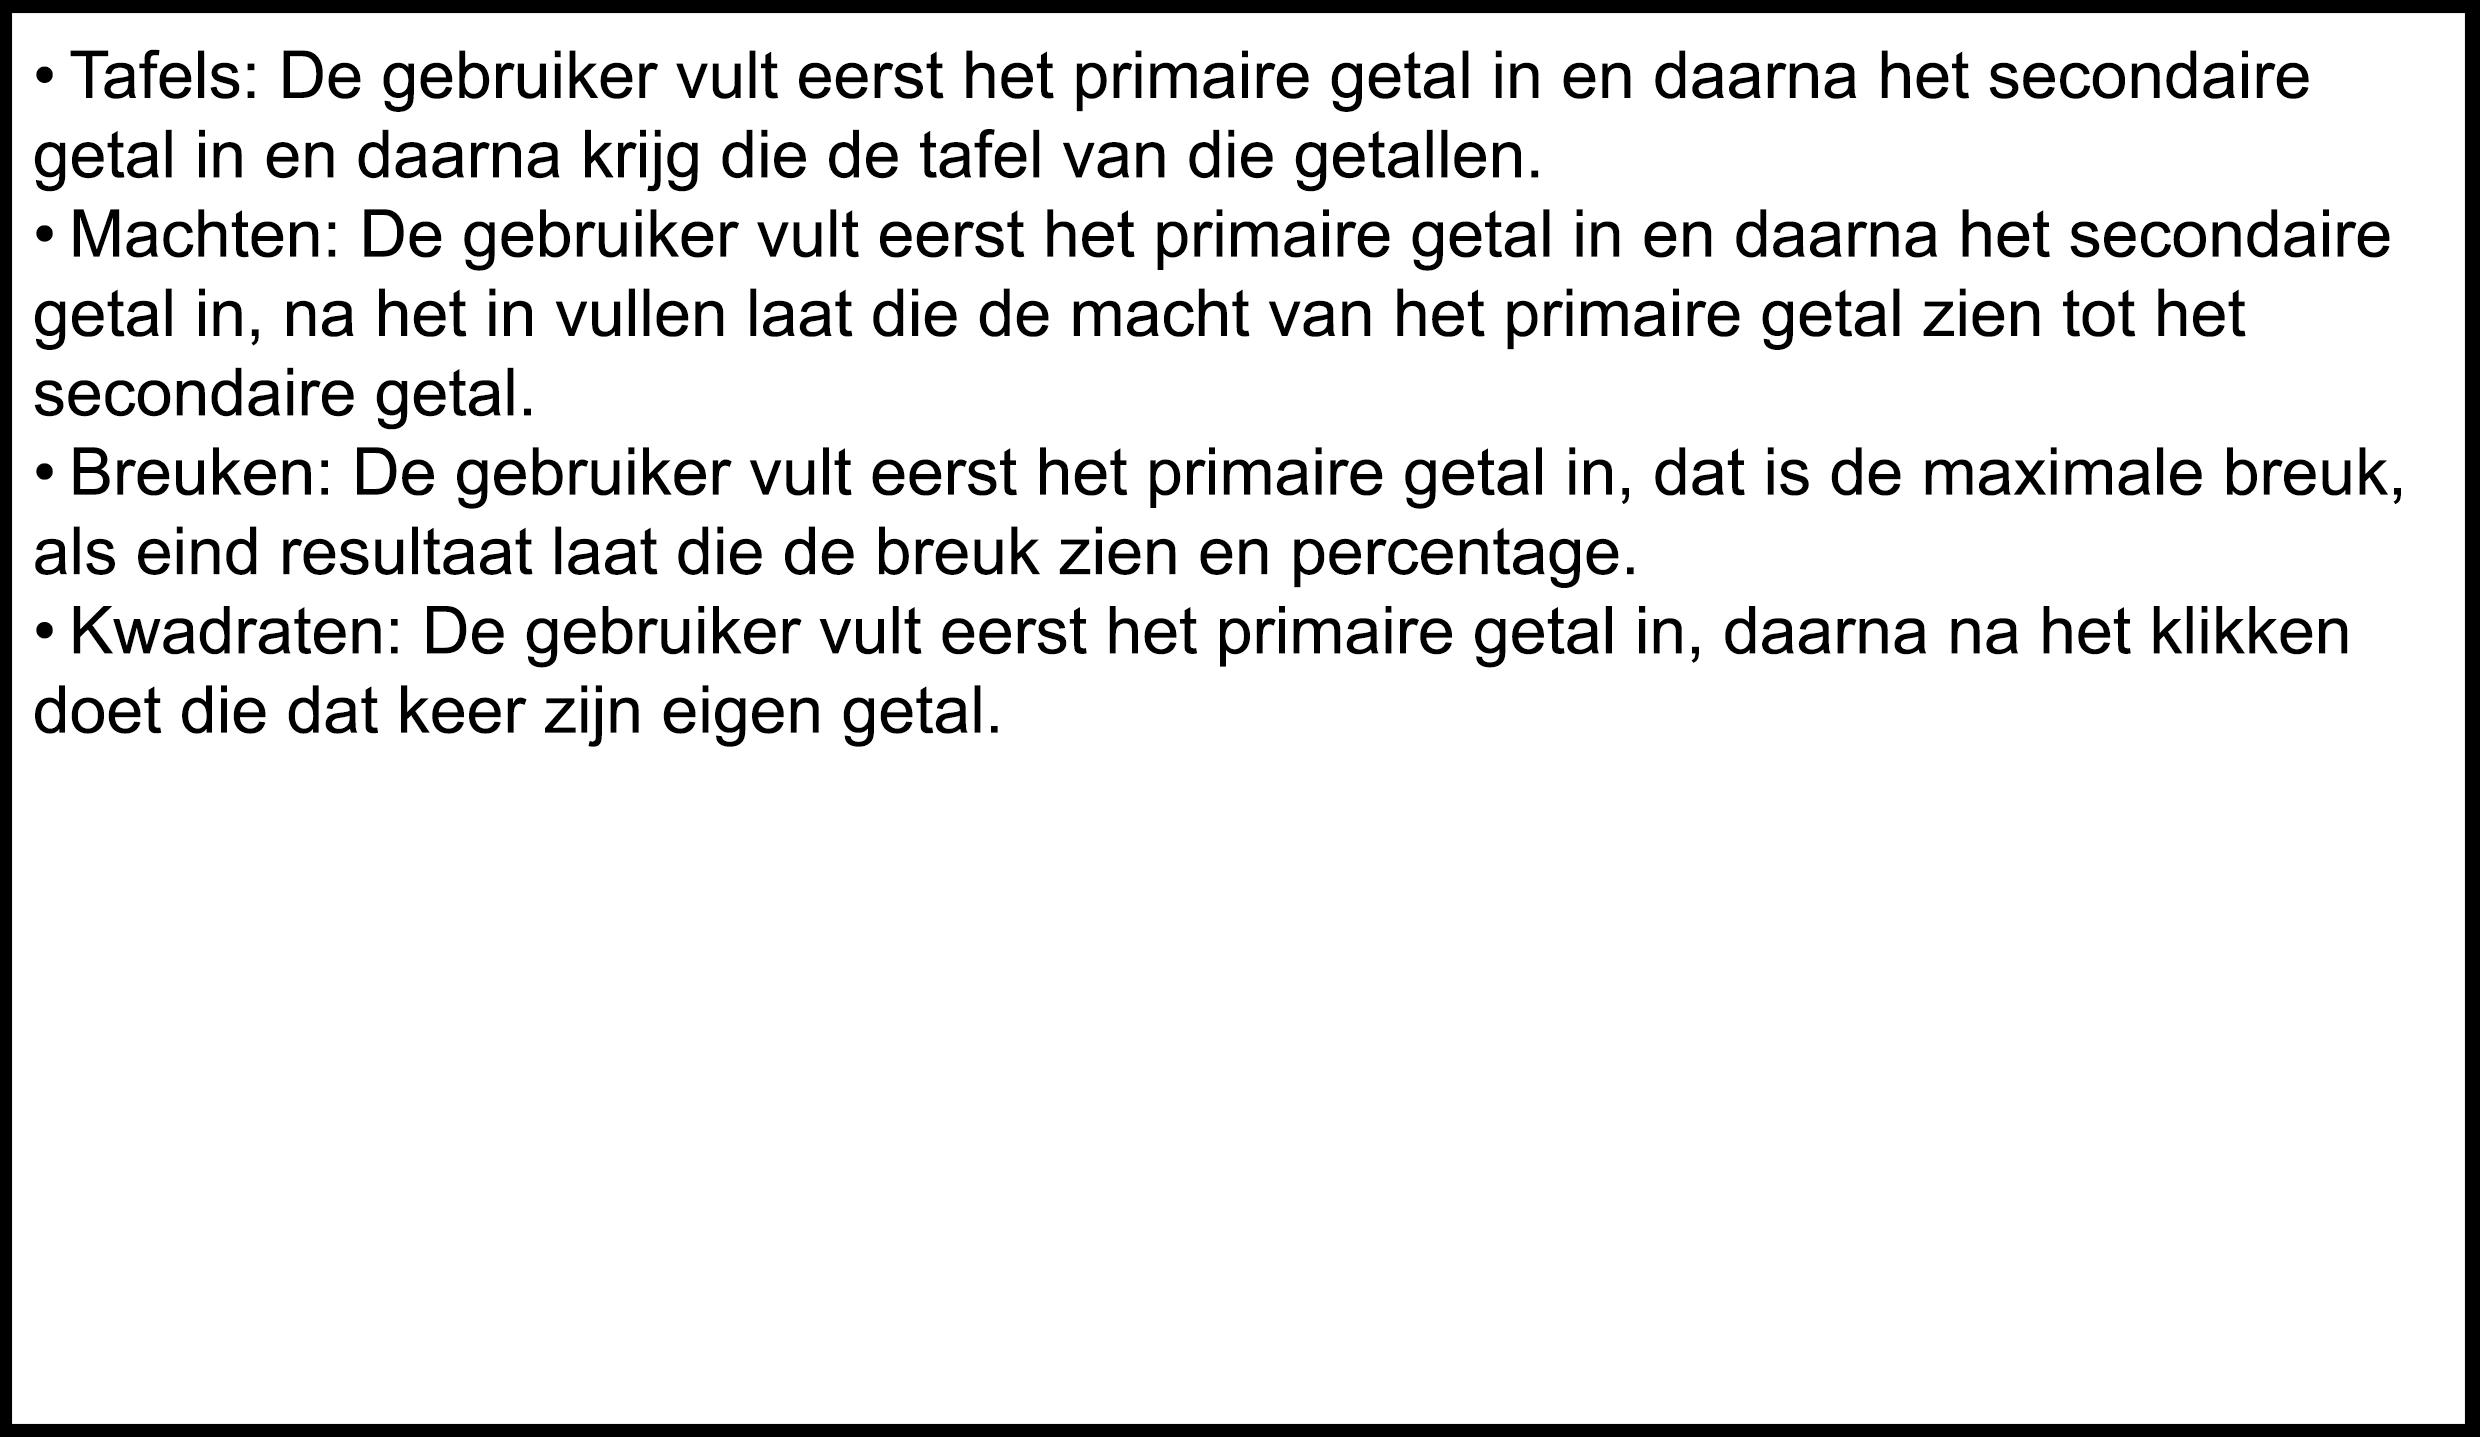 • Tafels: De gebruiker vult eerst het primaire getal in en daarna het secondaire
getal in en daarna krijg die de tafel van die getallen.
• Machten: De gebruiker vult eerst het primaire getal in en daarna het secondaire
getal in, na het in vullen laat die de macht van het primaire getal zien tot het
secondaire getal.
• Breuken: De gebruiker vult eerst het primaire getal in, dat is de maximale breuk,
als eind resultaat laat die de breuk zien en percentage.
• Kwadraten: De gebruiker vult eerst het primaire getal in, daarna na het klikken
doet die dat keer zijn eigen getal.